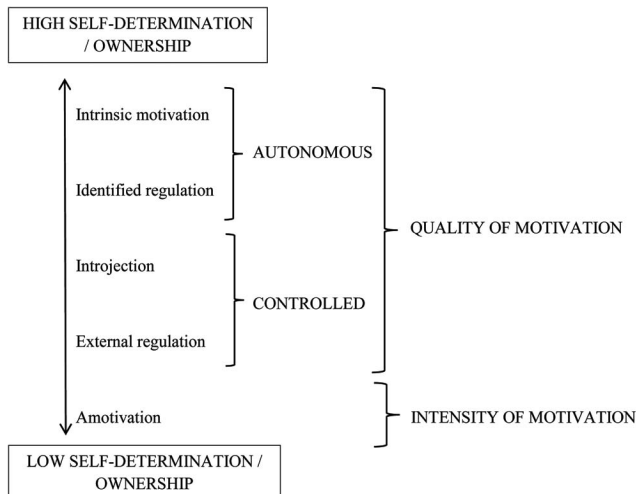 HIGH SELF-DETERMINATION
/ OWNERSHIP
Intrinsic motivation
AUTONOMOUS
Identified regulation
QUALITY OF MOTIVATION
Introjection
CONTROLLED
External regulation
Amotivation
INTENSITY OF MOTIVATION
LOW SELF-DETERMINATION /
OWNERSHIP